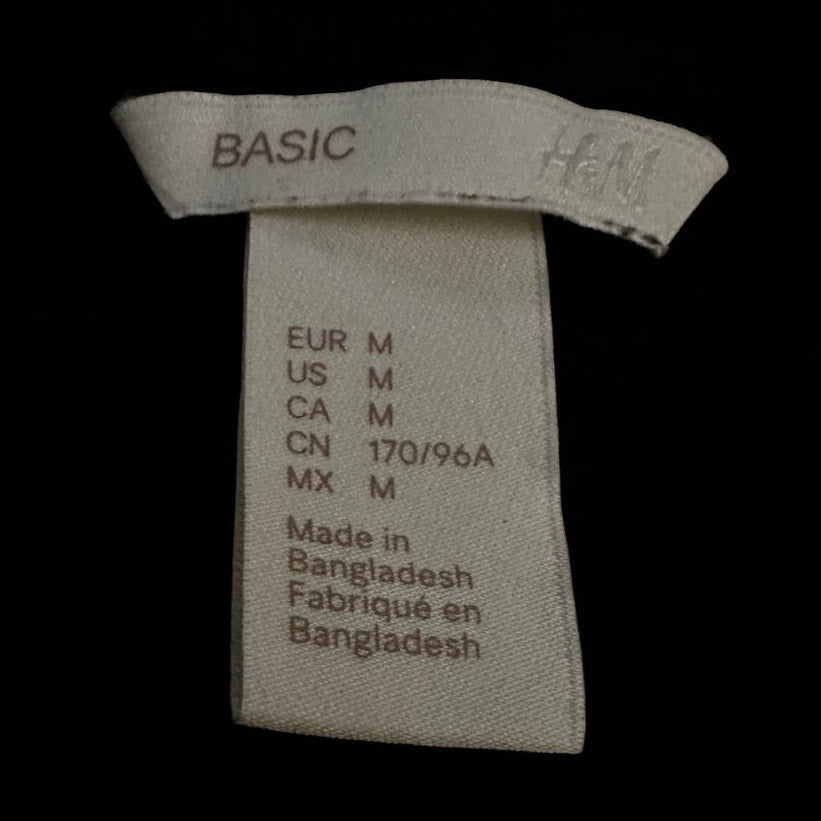 BASIC H&M
EUR M
US M
CA M
CN 170/96A
MX M
Made in
Bangladesh
Fabriqué en
Bangladesh